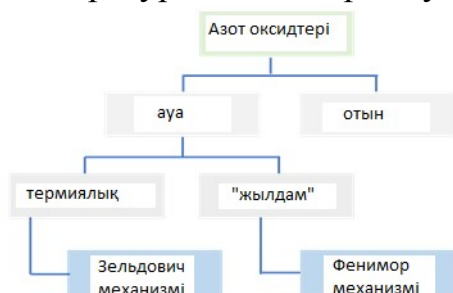 Азот оксидтері
ауа
отын
термиялық
"жылдам"
Зельдович
механизмі
Фенимор
механизмі